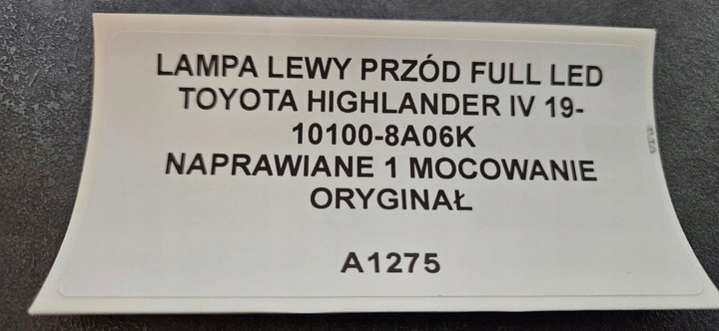 LAMPA LEWY PRZÓD FULL LED
TOYOTA HIGHLANDER IV 19-
10100-8A06K
NAPRAWIANE 1 MOCOWANIE
ORYGINAŁ
A1275